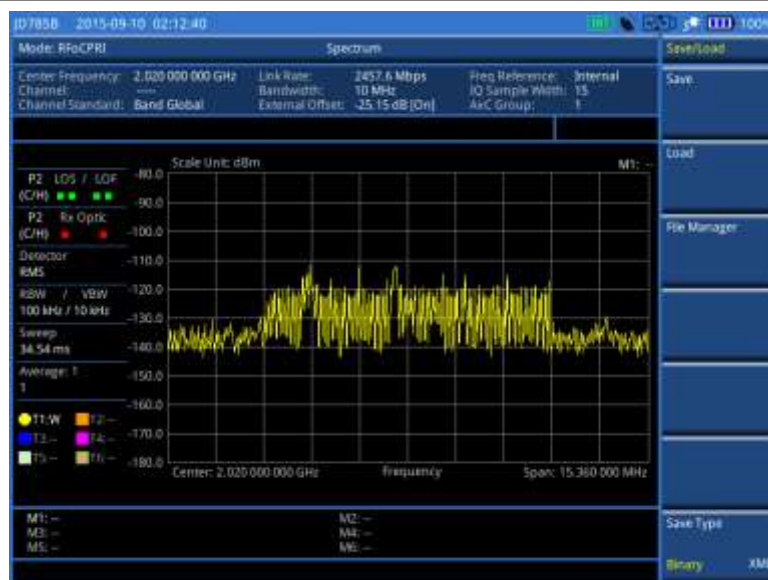 JD785B 2015-09-10 02:12:40 100%
Mode: RFoCPRI Spectrum Save/Load
Center Frequency: 2.020 000 000 GHz Link Rate: 2457.6 Mbps Freq Reference: Internal
Channel: ---- Bandwidth: 10 MHz IQ Sample Width: 15
Channel Standard: Band Global External Offset: -25.15 dB [On] AxC Group: 1
Save
Load
File Manager
Scale Unit: dBm M1: --
P2 LOS / LOF
(C/H)
P2 Rx Optic
(C/H)
Detector
RMS
RBW / VBW
100 kHz / 10 kHz
Sweep
34.54 ms
Average: 1
1
T1:W T2:--
T3:-- T4:--
T5:-- T6:--
-80.0
-90.0
-100.0
-110.0
-120.0
-130.0
-140.0
-150.0
-160.0
-170.0
-180.0
Center: 2.020 000 000 GHz Frequency Span: 15.360 000 MHz
M1: -- M2: --
M3: -- M4: --
M5: -- M6: --
Save Type
Binary XML